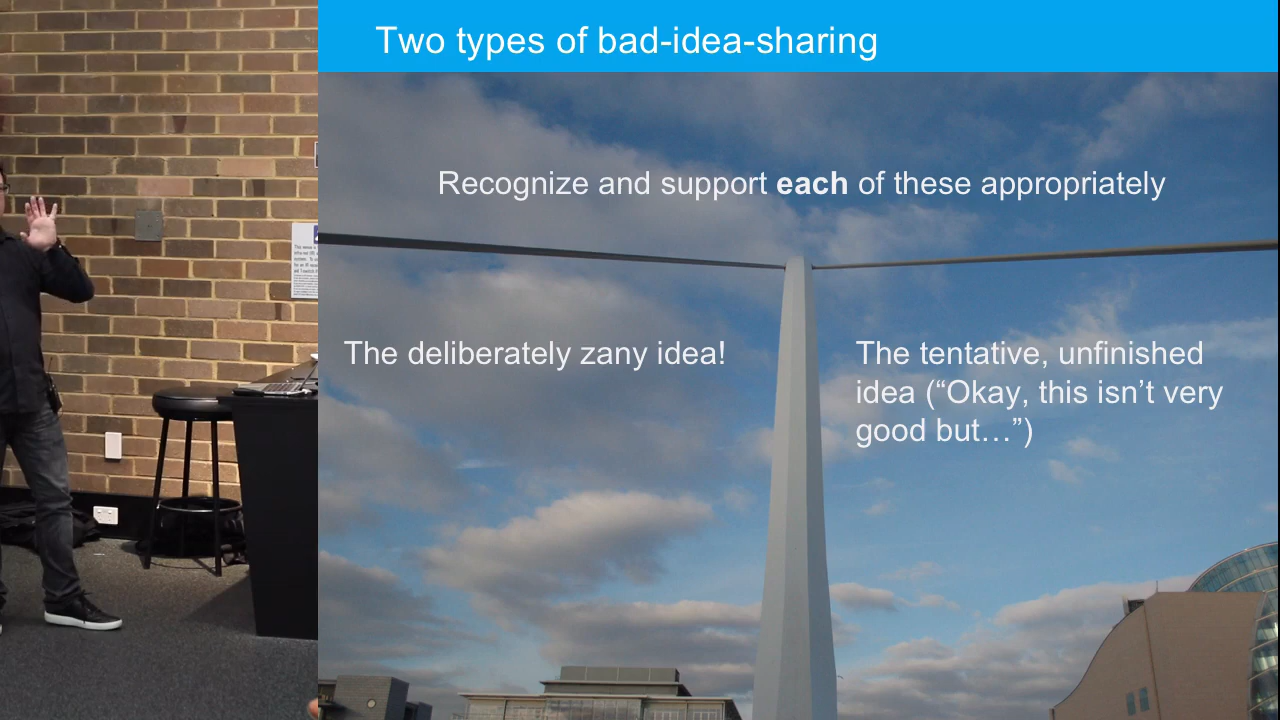 Two types of bad-idea-sharing
Recognize and support each of these appropriately
The deliberately zany idea!
The tentative, unfinished
idea (“Okay, this isn’t very
good but…”)